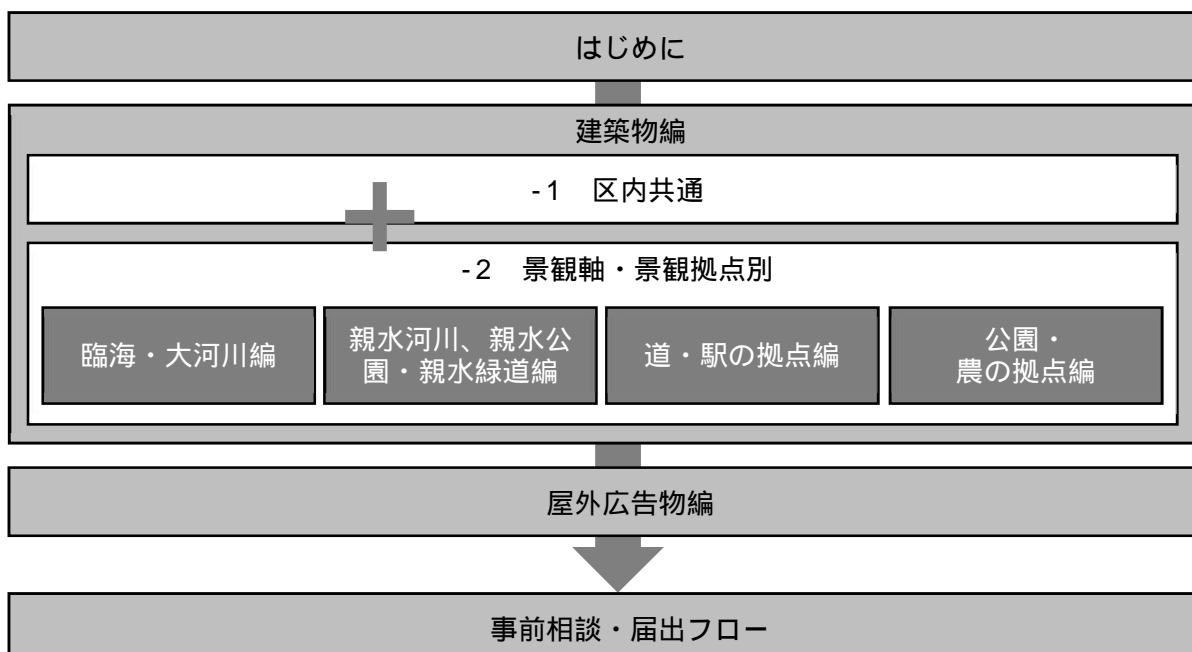 はじめに
建築物編
-1 区内共通
-2 景観軸・景観拠点別
臨海・大河川編
親水河川、親水公
園・親水緑道編
道・駅の拠点編
公園・
農の拠点編
屋外広告物編
事前相談・届出フロー